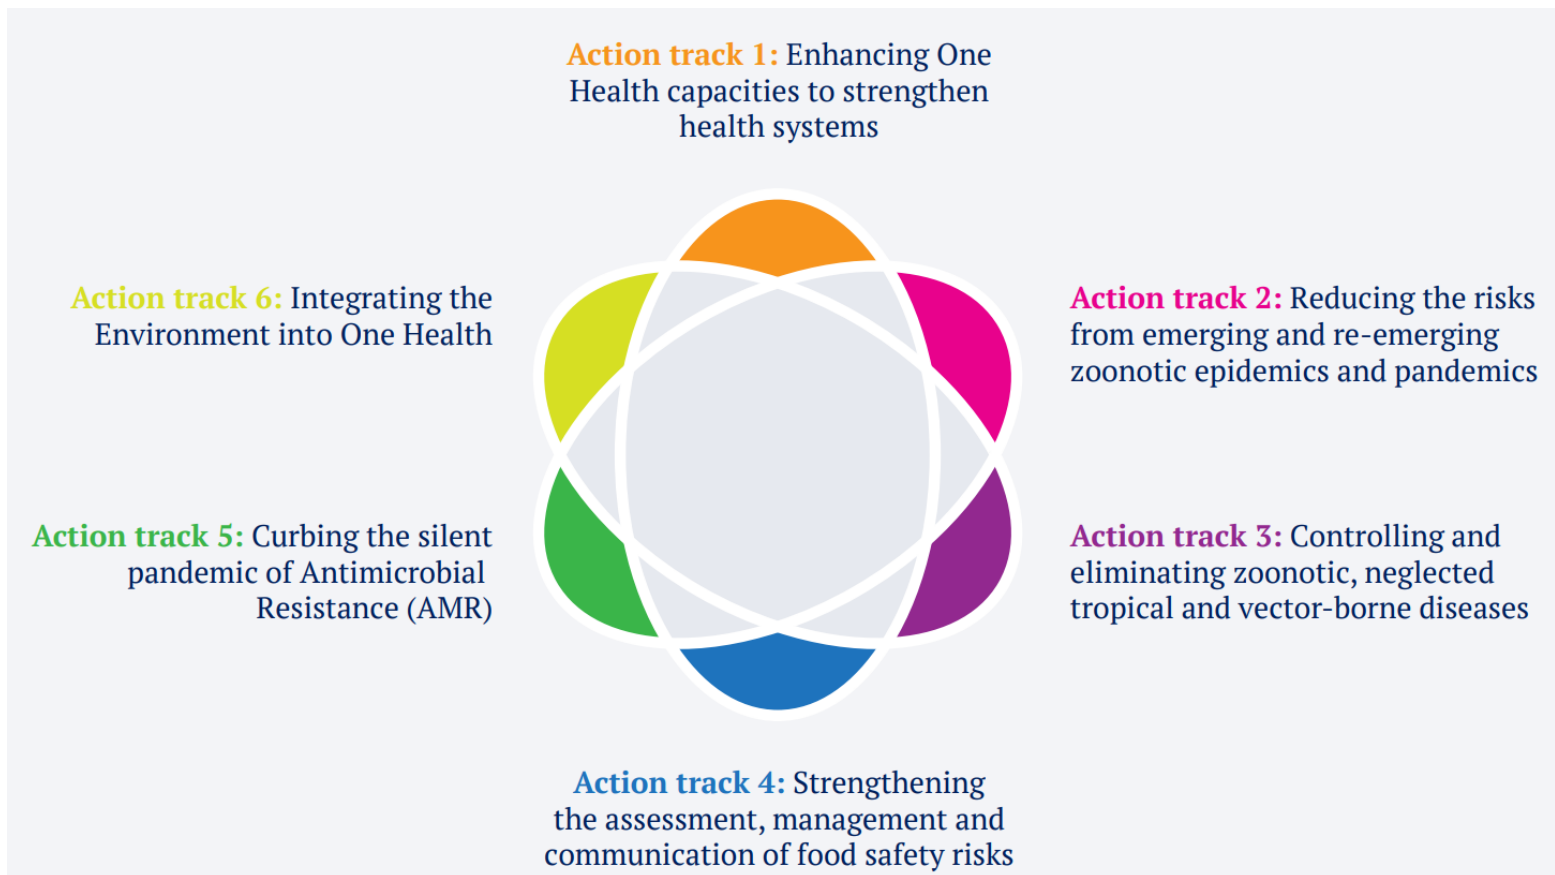 Action track 1: Enhancing One
Health capacities to strengthen
health systems
Action track 2: Reducing the risks
from emerging and re-emerging
zoonotic epidemics and pandemics
Action track 3: Controlling and
eliminating zoonotic, neglected
tropical and vector-borne diseases
Action track 4: Strengthening
the assessment, management and
communication of food safety risks
Action track 5: Curbing the silent
pandemic of Antimicrobial
Resistance (AMR)
Action track 6: Integrating the
Environment into One Health